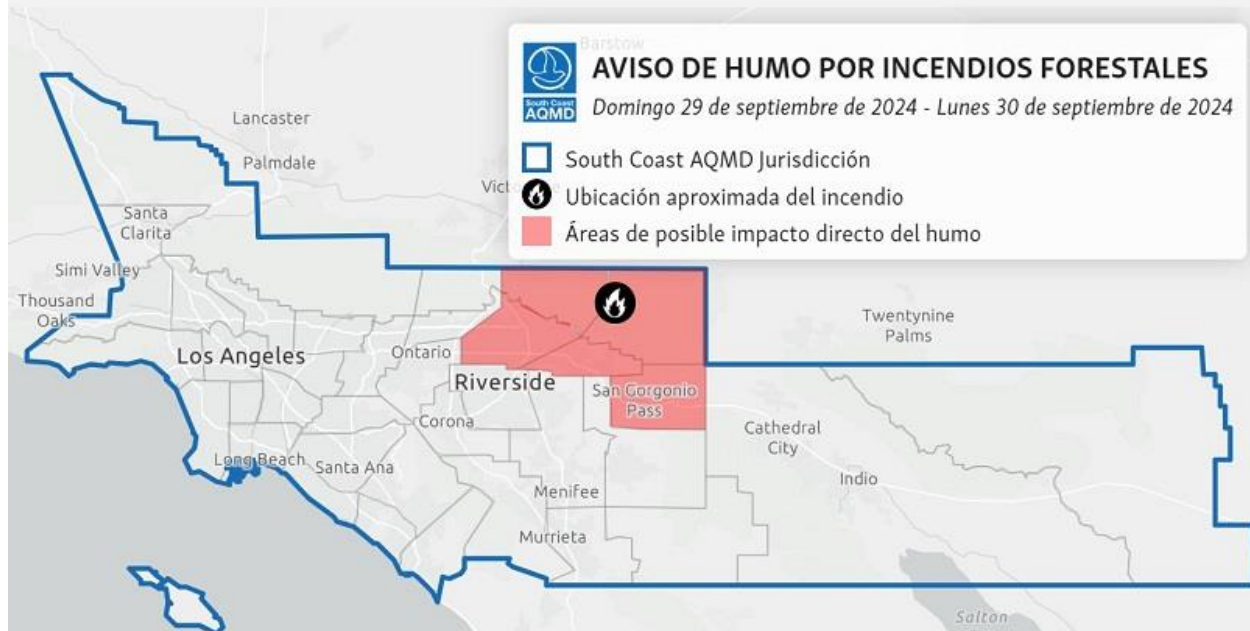 Barstow
AVISO DE HUMO POR INCENDIOS FORESTALES
South Coast
AQMD
Domingo 29 de septiembre de 2024 - Lunes 30 de septiembre de 2024
South Coast AQMD Jurisdicción
Ubicación aproximada del incendio
Áreas de posible impacto directo del humo
Lancaster
Palmdale
Santa
Clarita
Simi Valley
Thousand
Oaks
Los Angeles
Ontario
Riverside
San Gorgonio
Pass
Twentynine
Palms
Corona
Cathedral
City
Long Beach
Santa Ana
Indio
Menifee
Murrieta
Salton